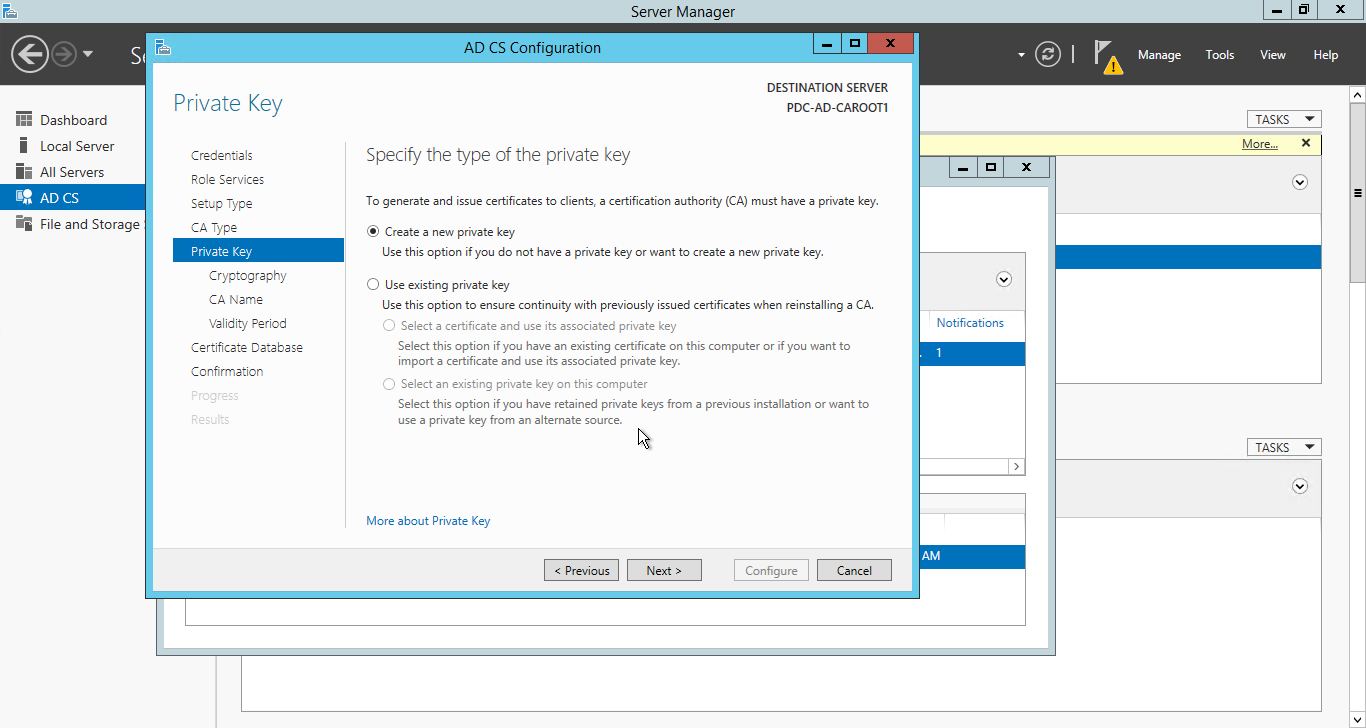 Server Manager
Manage
Tools
View
Help
Dashboard
Local Server
All Servers
AD CS
File and Storage
TASKS
More...
AD CS Configuration
Private Key
DESTINATION SERVER
PDC-AD-CAROOT1
Credentials
Role Services
Setup Type
CA Type
Private Key
Cryptography
CA Name
Validity Period
Certificate Database
Confirmation
Progress
Results
Specify the type of the private key
To generate and issue certificates to clients, a certification authority (CA) must have a private key.
Create a new private key
Use this option if you do not have a private key or want to create a new private key.
Use existing private key
Use this option to ensure continuity with previously issued certificates when reinstalling a CA.
Select a certificate and use its associated private key
Select this option if you have an existing certificate on this computer or if you want to
import a certificate and use its associated private key.
Select an existing private key on this computer
Select this option if you have retained private keys from a previous installation or want to
use a private key from an alternate source.
More about Private Key
< Previous
Next >
Configure
Cancel
Notifications
1
AM
TASKS